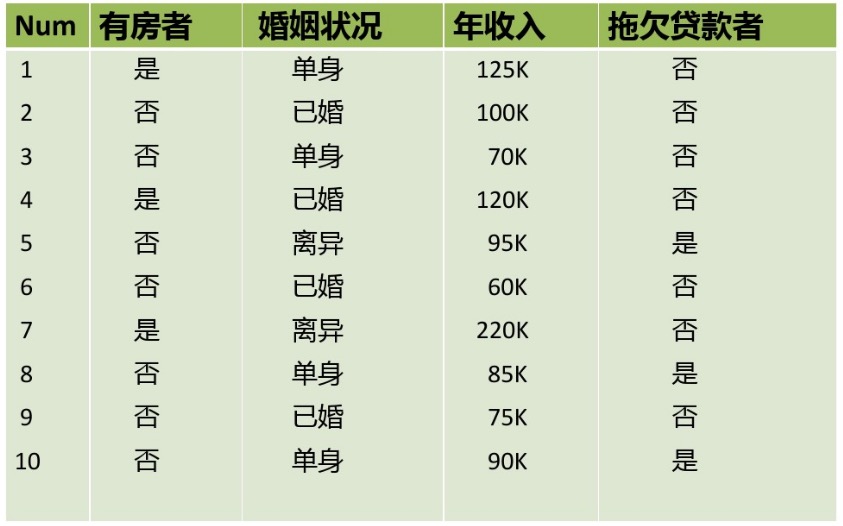 Num 有房者 婚姻状况 年收入 拖欠贷款者
1 是 单身 125K 否
2 否 已婚 100K 否
3 否 单身 70K 否
4 是 已婚 120K 否
5 否 离异 95K 是
6 否 已婚 60K 否
7 是 离异 220K 否
8 否 单身 85K 是
9 否 已婚 75K 否
10 否 单身 90K 是